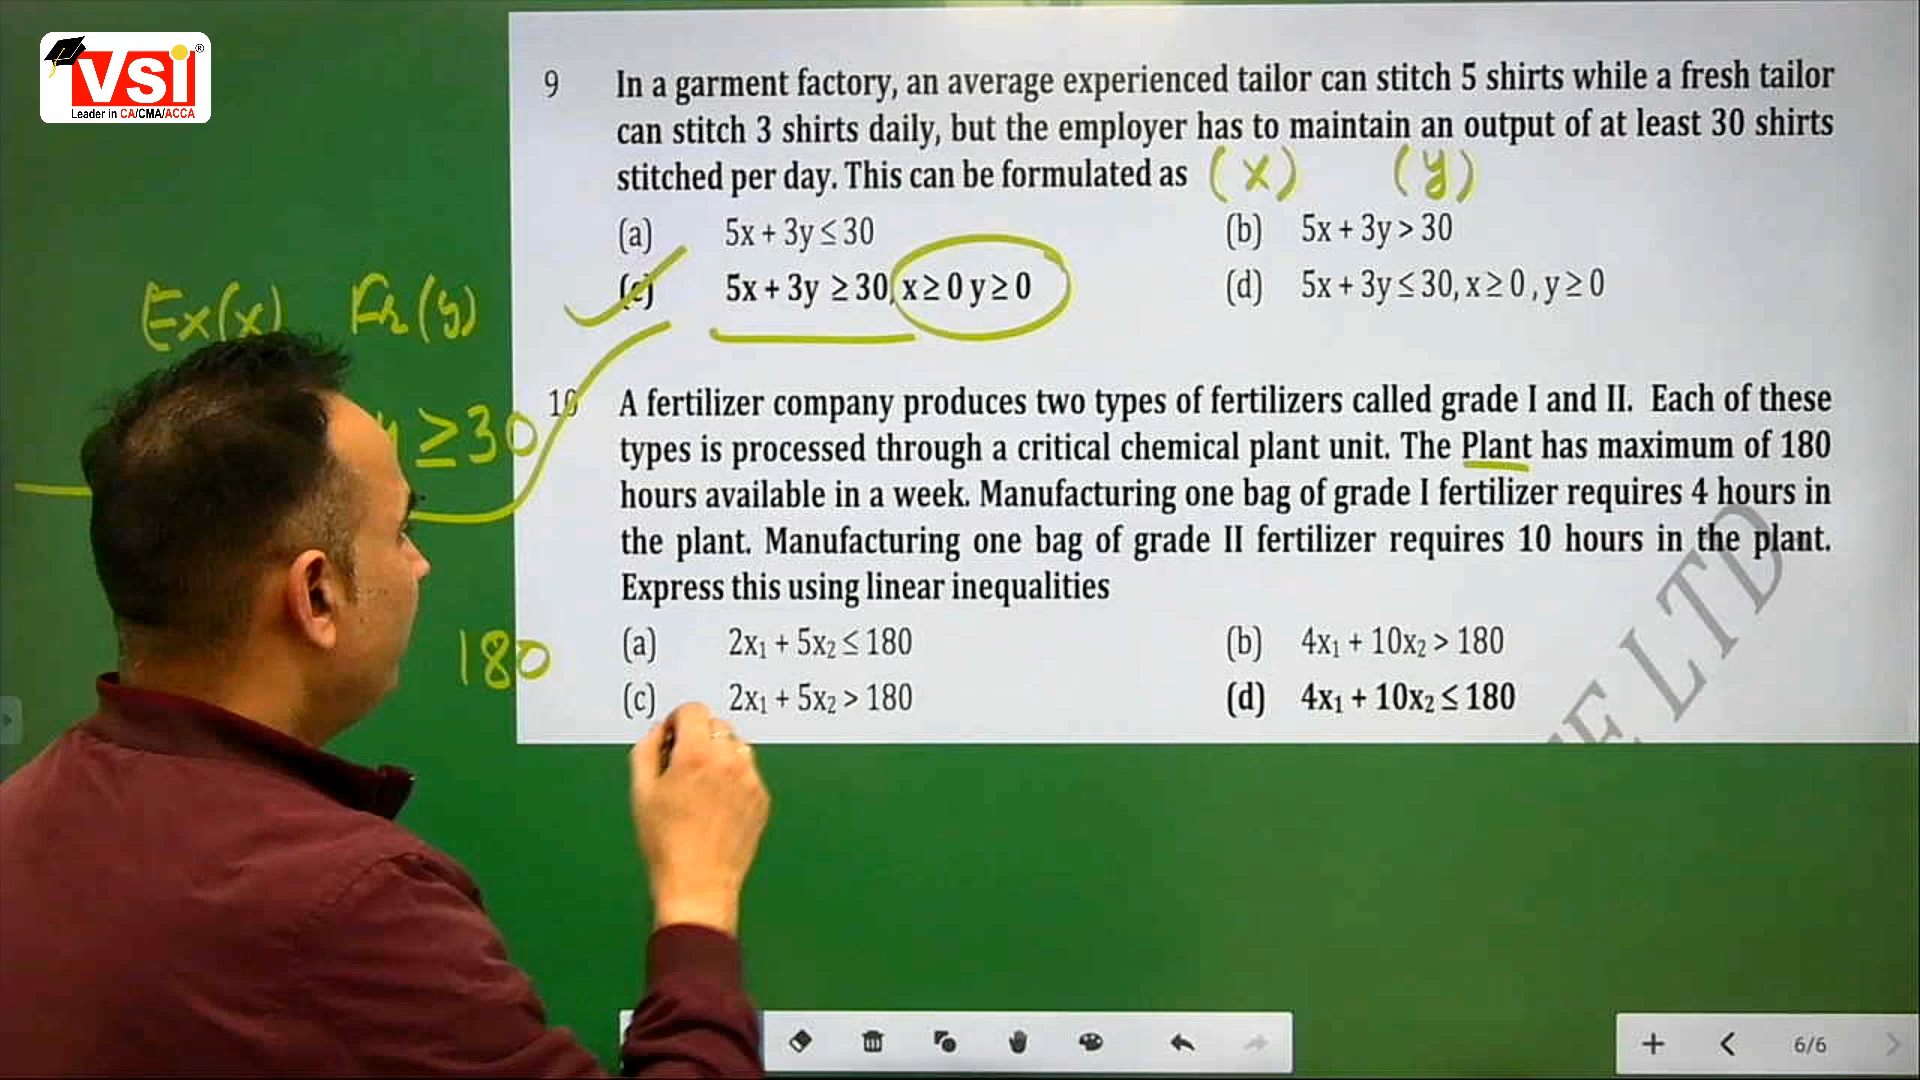 VSI®
Leader in CA/CMA/ACCA
9 In a garment factory, an average experienced tailor can stitch 5 shirts while a fresh tailor
can stitch 3 shirts daily, but the employer has to maintain an output of at least 30 shirts
stitched per day. This can be formulated as (x) (y)
(a) 5x + 3y ≤ 30 (b) 5x + 3y > 30
(c) 5x + 3y ≥ 30, x ≥ 0 y ≥ 0 (d) 5x + 3y ≤ 30, x ≥ 0 , y ≥ 0
Ex(x) Fh(y)
y ≥ 30
10 A fertilizer company produces two types of fertilizers called grade I and II. Each of these
types is processed through a critical chemical plant unit. The Plant has maximum of 180
hours available in a week. Manufacturing one bag of grade I fertilizer requires 4 hours in
the plant. Manufacturing one bag of grade II fertilizer requires 10 hours in the plant.
Express this using linear inequalities
180
(a) 2x₁ + 5x₂ ≤ 180 (b) 4x₁ + 10x₂ > 180
(c) 2x₁ + 5x₂ > 180 (d) 4x₁ + 10x₂ ≤ 180
E LTD
6/6